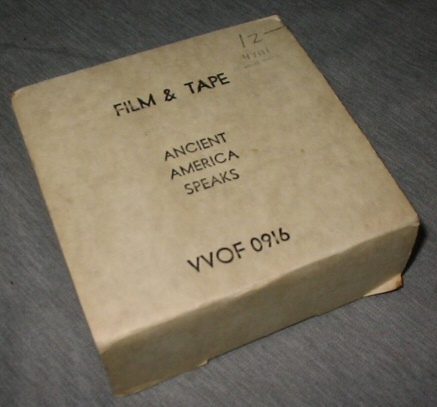 12—
FILM & TAPE
ANCIENT
AMERICA
SPEAKS
VVOF 0916